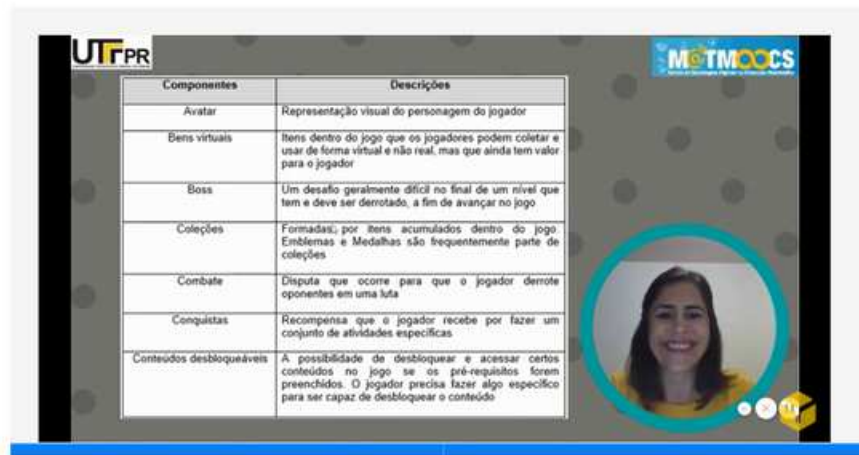 UTFPR
M@TMOOCS
Componentes Descrições
Avatar Representação visual do personagem do jogador
Bens virtuais Itens dentro do jogo que os jogadores podem coletar e
usar de forma virtual e não real, mas que ainda tem valor
para o jogador
Boss Um desafio geralmente difícil no final de um nível que
tem e deve ser derrotado, a fim de avançar no jogo
Coleções Formadas por itens acumulados dentro do jogo.
Emblemas e Medalhas são frequentemente parte de
coleções
Combate Disputa que ocorre para que o jogador derrote
oponentes em uma luta
Conquistas Recompensa que o jogador recebe por fazer um
conjunto de atividades específicas
Conteúdos desbloqueáveis A possibilidade de desbloquear e acessar certos
conteúdos no jogo se os pré-requisitos forem
preenchidos. O jogador precisa fazer algo específico
para ser capaz de desbloquear o conteúdo